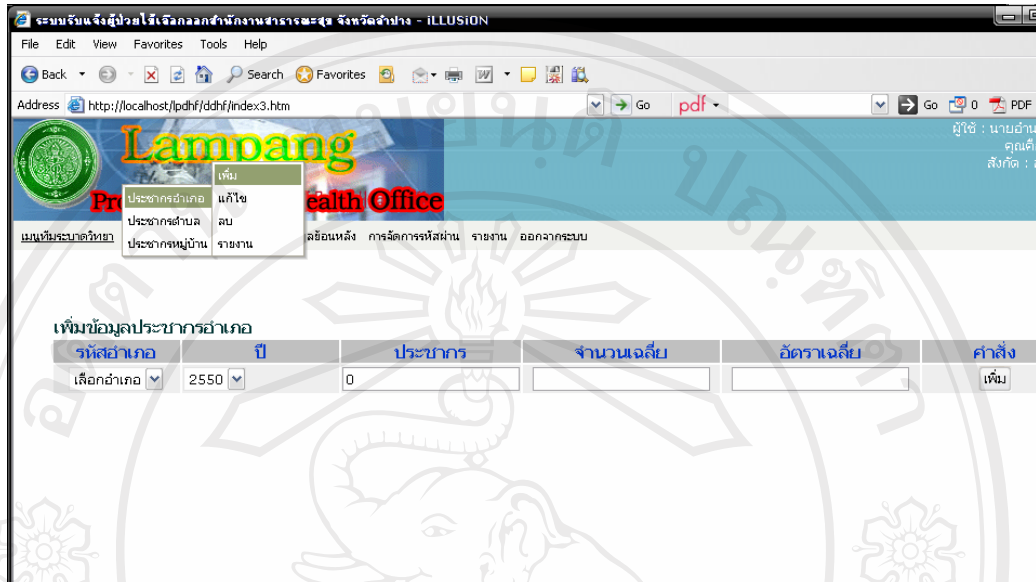 ระบบรับแจ้งผู้ป่วยไข้เลือดออกสำนักงานสาธารณะสุข จังหวัดลำปาง - iLLUSiON
File Edit View Favorites Tools Help
Back Search Favorites
Address http://localhost/lpdhf/ddhf/index3.htm Go pdf Go 0 PDF
Lampang
ผู้ใช้ : นายอำน
คุณคื
สังกัด : ส
เพิ่ม
ประชากรอำเภอ แก้ไข
ealth Office
ประชากรตำบล ลบ
ประชากรหมู่บ้าน รายงาน
เมนูทีมระบาดวิทยา ลย้อนหลัง การจัดการรหัสผ่าน รายงาน ออกจากระบบ
เพิ่มข้อมูลประชากรอำเภอ
รหัสอำเภอ ปี ประชากร จำนวนเฉลี่ย อัตราเฉลี่ย คำสั่ง
เลือกอำเภอ 2550 0 เพิ่ม